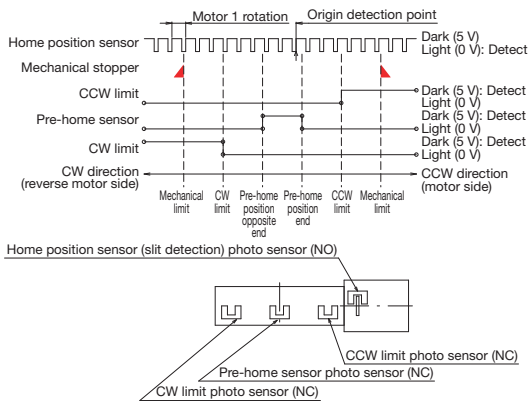 Motor 1 rotation
Origin detection point
Home position sensor
Dark (5 V)
Light (0 V): Detect
Mechanical stopper
CCW limit
Dark (5 V): Detect
Light (0 V)
Pre-home sensor
Dark (5 V): Detect
Light (0 V)
CW limit
Dark (5 V): Detect
Light (0 V)
CW direction
(reverse motor side)
CCW direction
(motor side)
Mechanical
limit
CW
limit
Pre-home
position
opposite
end
Pre-home
position
end
CCW
limit
Mechanical
limit
Home position sensor (slit detection) photo sensor (NO)
CCW limit photo sensor (NC)
Pre-home sensor photo sensor (NC)
CW limit photo sensor (NC)